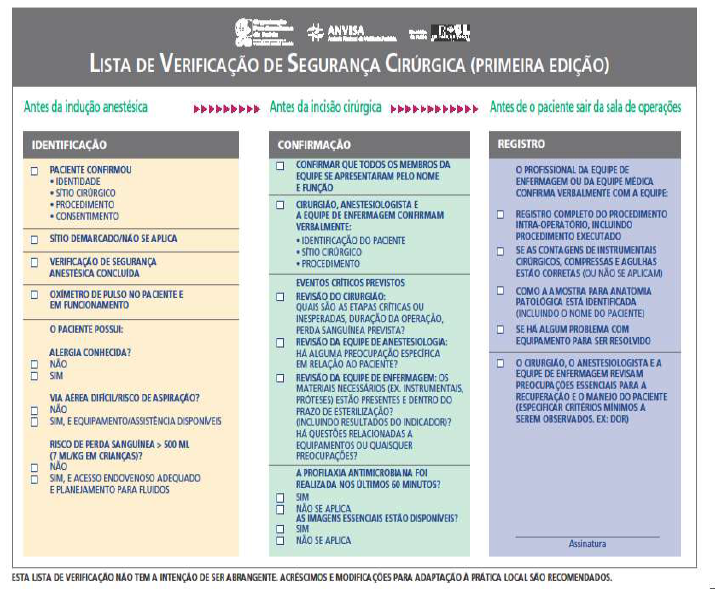 ANVISA
LISTA DE VERIFICAÇÃO DE SEGURANÇA CIRÚRGICA (PRIMEIRA EDIÇÃO)
Antes da indução anestésica
Antes da incisão cirúrgica
Antes de o paciente sair da sala de operações
IDENTIFICAÇÃO
PACIENTE CONFIRMOU
• IDENTIDADE
• SÍTIO CIRÚRGICO
• PROCEDIMENTO
• CONSENTIMENTO
SÍTIO DEMARCADO/NÃO SE APLICA
VERIFICAÇÃO DE SEGURANÇA
ANESTÉSICA CONCLUÍDA
OXÍMETRO DE PULSO NO PACIENTE E
EM FUNCIONAMENTO
O PACIENTE POSSUI:
ALERGIA CONHECIDA?
NÃO
SIM
VIA AÉREA DIFÍCIL/RISCO DE ASPIRAÇÃO?
NÃO
SIM, E EQUIPAMENTO/ASSISTÊNCIA DISPONÍVEIS
RISCO DE PERDA SANGUÍNEA > 500 ML
(7 ML/KG EM CRIANÇAS)?
NÃO
SIM, E ACESSO ENDOVENOSO ADEQUADO
E PLANEJAMENTO PARA FLUIDOS
CONFIRMAÇÃO
CONFIRMAR QUE TODOS OS MEMBROS DA
EQUIPE SE APRESENTARAM PELO NOME
E FUNÇÃO
CIRURGIÃO, ANESTESIOLOGISTA E
A EQUIPE DE ENFERMAGEM CONFIRMAM
VERBALMENTE:
• IDENTIFICAÇÃO DO PACIENTE
• SÍTIO CIRÚRGICO
• PROCEDIMENTO
EVENTOS CRÍTICOS PREVISTOS
REVISÃO DO CIRURGIÃO:
QUAIS SÃO AS ETAPAS CRÍTICAS OU
INESPERADAS, DURAÇÃO DA OPERAÇÃO,
PERDA SANGUÍNEA PREVISTA?
REVISÃO DA EQUIPE DE ANESTESIOLOGIA:
HÁ ALGUMA PREOCUPAÇÃO ESPECÍFICA
EM RELAÇÃO AO PACIENTE?
REVISÃO DA EQUIPE DE ENFERMAGEM: OS
MATERIAIS NECESSÁRIOS (EX. INSTRUMENTAIS,
PRÓTESES) ESTÃO PRESENTES E DENTRO DO
PRAZO DE ESTERILIZAÇÃO?
(INCLUINDO RESULTADOS DO INDICADOR)?
HÁ QUESTÕES RELACIONADAS A
EQUIPAMENTOS OU QUAISQUER
PREOCUPAÇÕES?
A PROFILAXIA ANTIMICROBIANA FOI
REALIZADA NOS ÚLTIMOS 60 MINUTOS?
SIM
NÃO SE APLICA
AS IMAGENS ESSENCIAIS ESTÃO DISPONÍVEIS?
SIM
NÃO SE APLICA
REGISTRO
O PROFISSIONAL DA EQUIPE DE
ENFERMAGEM OU DA EQUIPE MÉDICA
CONFIRMA VERBALMENTE COM A EQUIPE:
REGISTRO COMPLETO DO PROCEDIMENTO
INTRA-OPERATÓRIO, INCLUINDO
PROCEDIMENTO EXECUTADO
SE AS CONTAGENS DE INSTRUMENTAIS
CIRÚRGICOS, COMPRESSAS E AGULHAS
ESTÃO CORRETAS (OU NÃO SE APLICAM)
COMO A AMOSTRA PARA ANATOMIA
PATOLÓGICA ESTÁ IDENTIFICADA
(INCLUINDO O NOME DO PACIENTE)
SE HÁ ALGUM PROBLEMA COM
EQUIPAMENTO PARA SER RESOLVIDO
O CIRURGIÃO, O ANESTESIOLOGISTA E A
EQUIPE DE ENFERMAGEM REVISAM
PREOCUPAÇÕES ESSENCIAIS PARA A
RECUPERAÇÃO E O MANEJO DO PACIENTE
(ESPECIFICAR CRITÉRIOS MÍNIMOS A
SEREM OBSERVADOS. EX: DOR)
Assinatura
ESTA LISTA DE VERIFICAÇÃO NÃO TEM A INTENÇÃO DE SER ABRANGENTE. ACRÉSCIMOS E MODIFICAÇÕES PARA ADAPTAÇÃO À PRÁTICA LOCAL SÃO RECOMENDADOS.